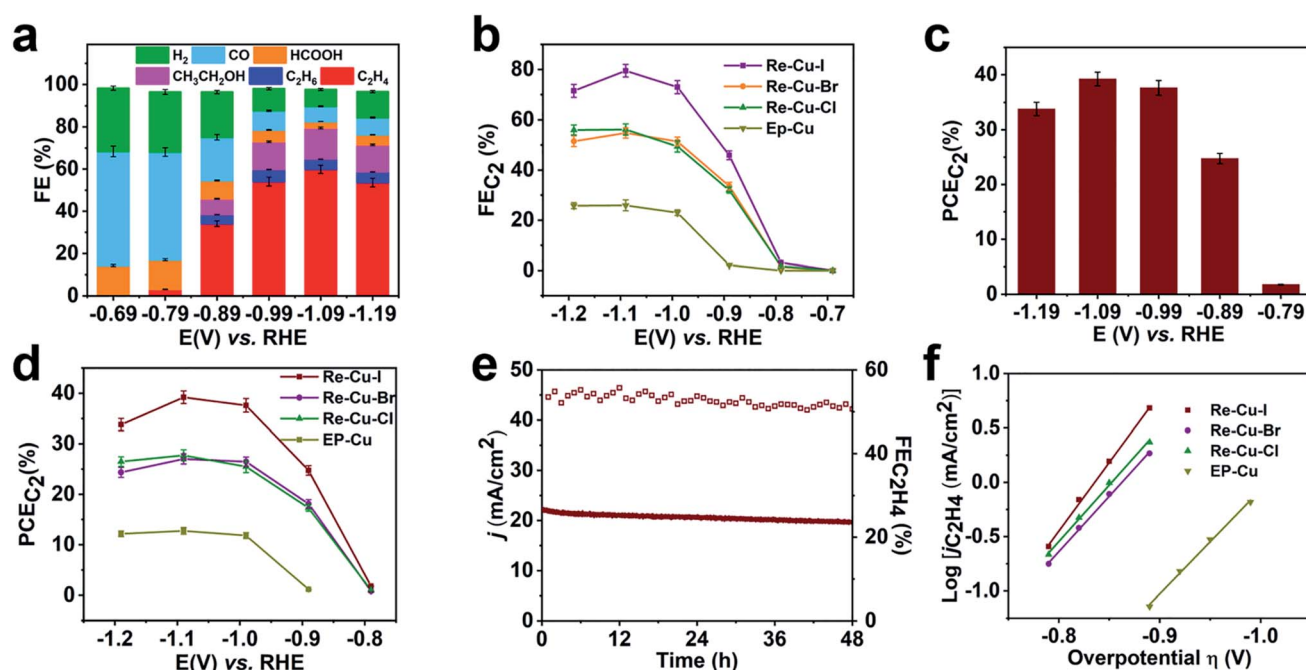 a
H2 CO HCOOH
CH3CH2OH C2H6 C2H4
FE (%)
100
80
60
40
20
0
-0.69 -0.79 -0.89 -0.99 -1.09 -1.19
E(V) vs. RHE
b
Re-Cu-I
Re-Cu-Br
Re-Cu-Cl
Ep-Cu
FEC2 (%)
80
60
40
20
0
-1.2 -1.1 -1.0 -0.9 -0.8 -0.7
E(V) vs. RHE
c
PCEC2 (%)
40
30
20
10
0
-1.19 -1.09 -0.99 -0.89 -0.79
E (V) vs. RHE
d
Re-Cu-I
Re-Cu-Br
Re-Cu-Cl
EP-Cu
PCEC2(%)
40
30
20
10
0
-1.2 -1.1 -1.0 -0.9 -0.8
E(V) vs. RHE
e
j (mA/cm2)
50
40
30
20
10
0
60
40
20
0
FEC2H4 (%)
0 12 24 36 48
Time (h)
f
Re-Cu-I
Re-Cu-Br
Re-Cu-Cl
EP-Cu
Log [jC2H4 (mA/cm2)]
1.0
0.5
0.0
-0.5
-1.0
-0.8 -0.9 -1.0
Overpotential η (V)